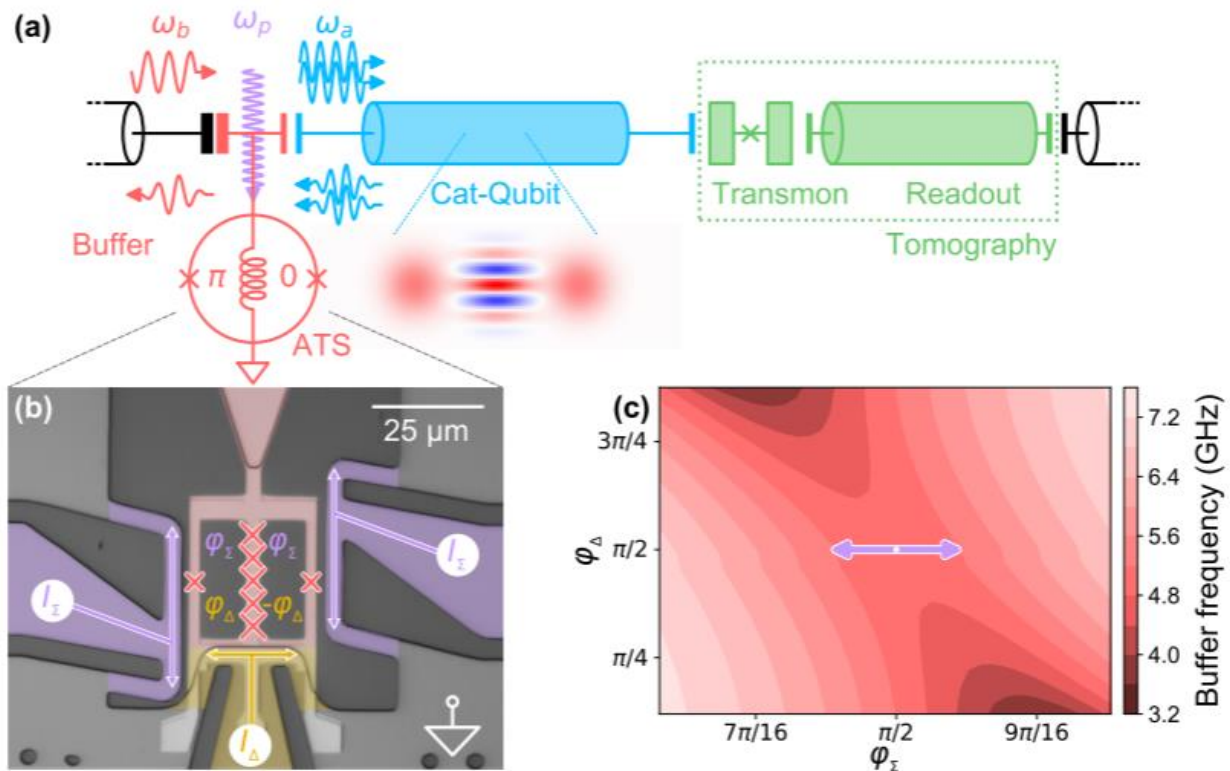 (a)
ω_b
ω_p
ω_a
Cat-Qubit
Transmon
Readout
Tomography
Buffer
π
0
ATS
(b)
25 μm
φ_Σ
φ_Σ
I_Σ
I_Σ
φ_Δ
-φ_Δ
I_Δ
(c)
3π/4
π/2
π/4
φ_Δ
7π/16
π/2
9π/16
φ_Σ
7.2
6.4
5.6
4.8
4.0
3.2
Buffer frequency (GHz)